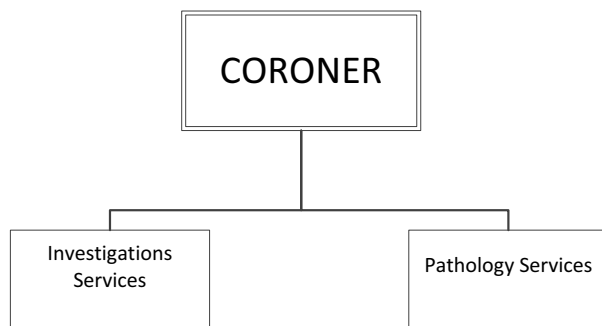 CORONER
Investigations
Services
Pathology Services